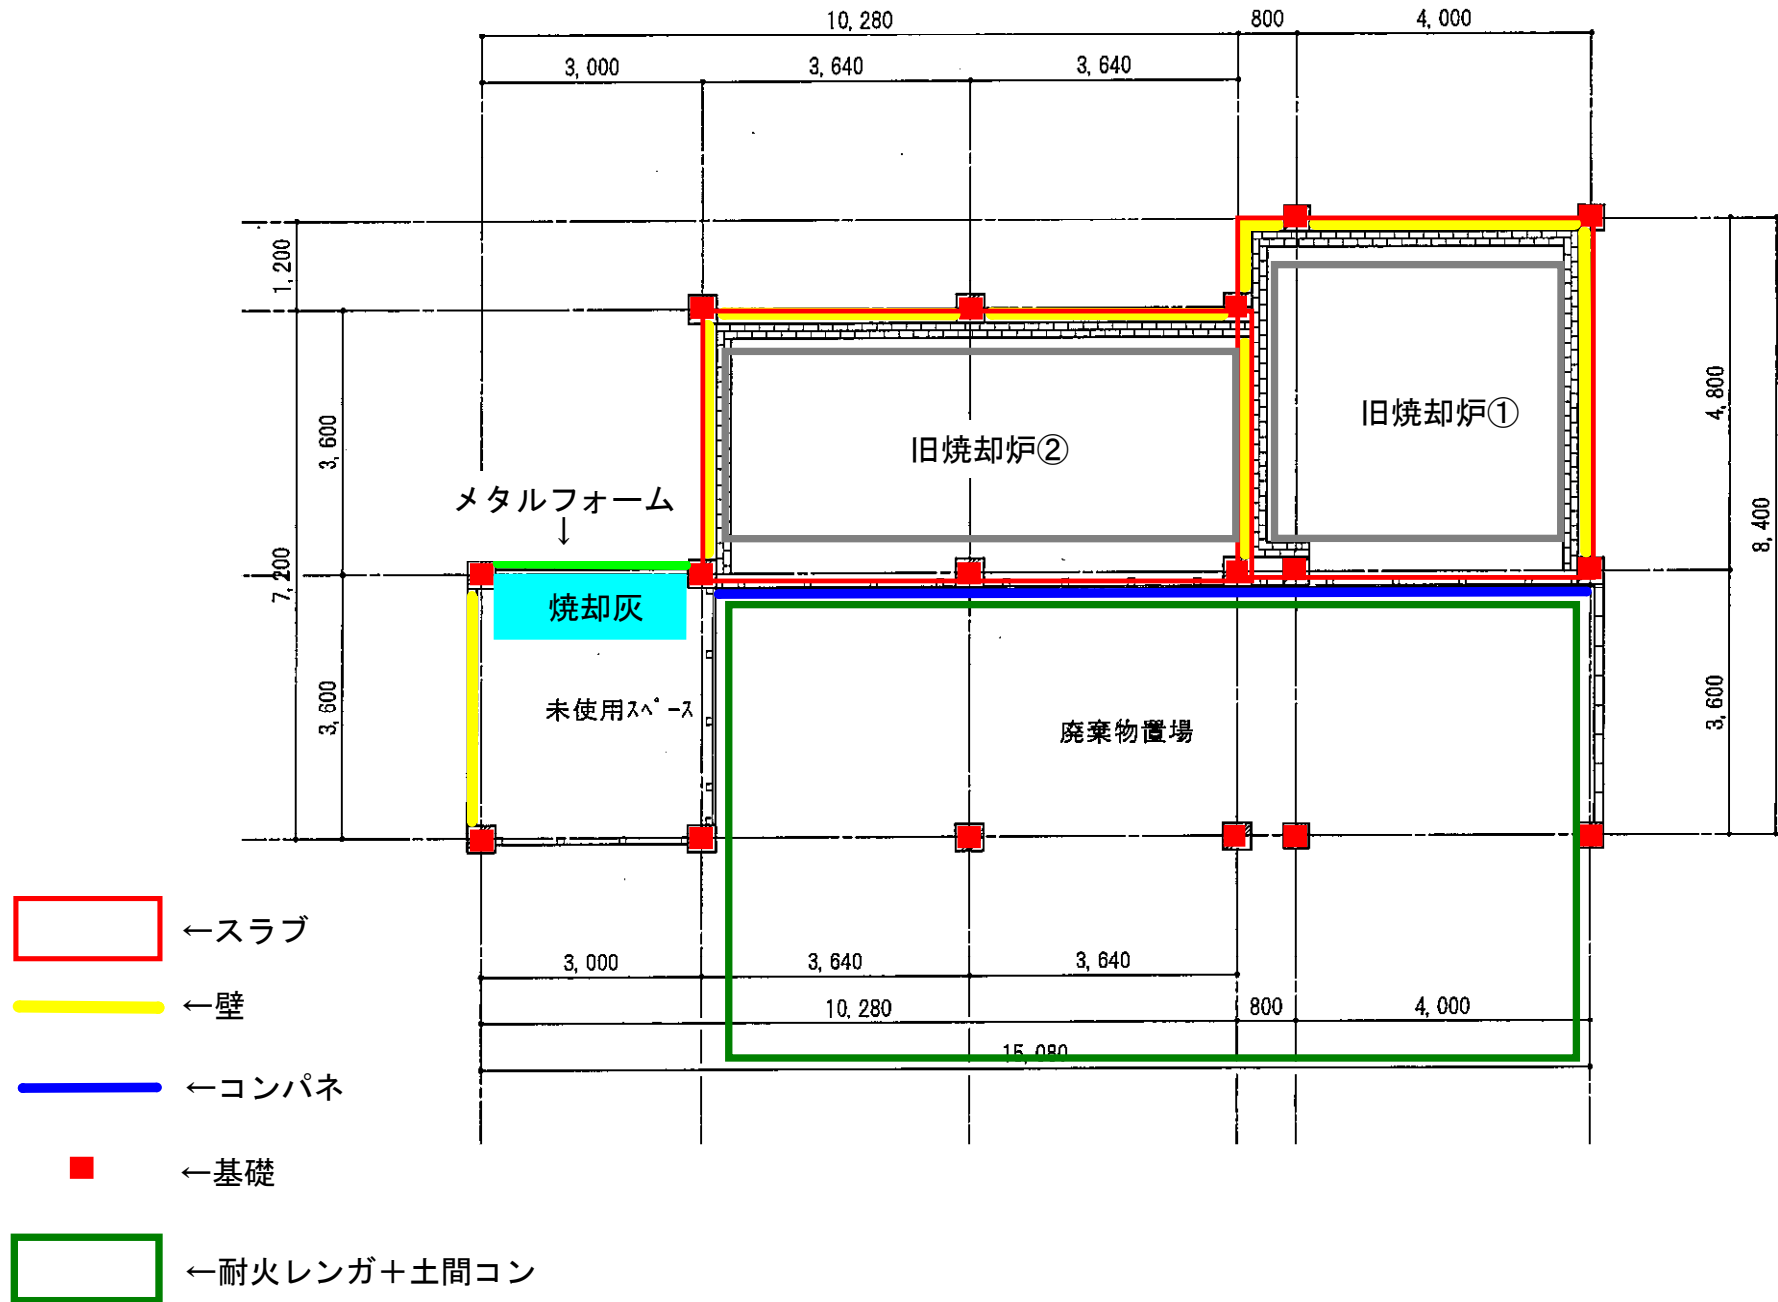 10,280
800
4,000
3,000
3,640
3,640
1,200
3,600
7,200
3,600
4,800
8,400
3,600
旧焼却炉①
旧焼却炉②
メタルフォーム
↓
焼却灰
未使用ｽﾍﾟｰｽ
廃棄物置場
←スラブ
3,000
3,640
3,640
←壁
10,280
800
4,000
15,080
←コンパネ
←基礎
←耐火レンガ＋土間コン